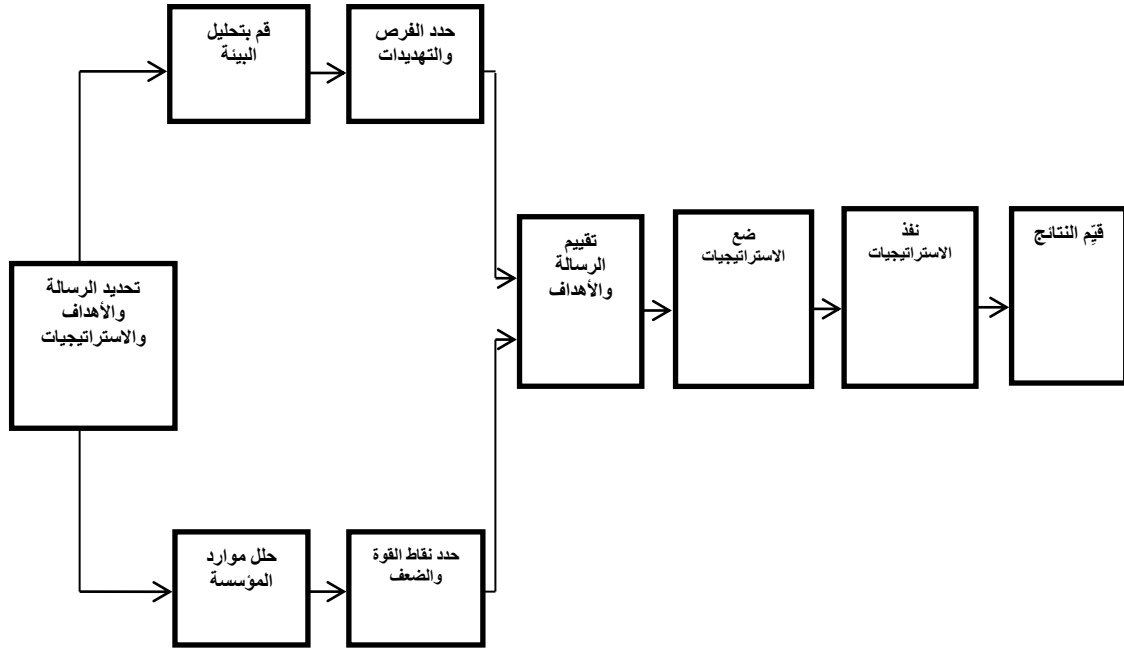 قم بتحليل
البيئة
حدد الفرص
والتهديدات
تحديد الرسالة
والأهداف
والاستراتيجيات
تقييم
الرسالة
والأهداف
ضع
الاستراتيجيات
نفذ
الاستراتيجيات
قيِّم النتائج
حلل موارد
المؤسسة
حدد نقاط القوة
والضعف